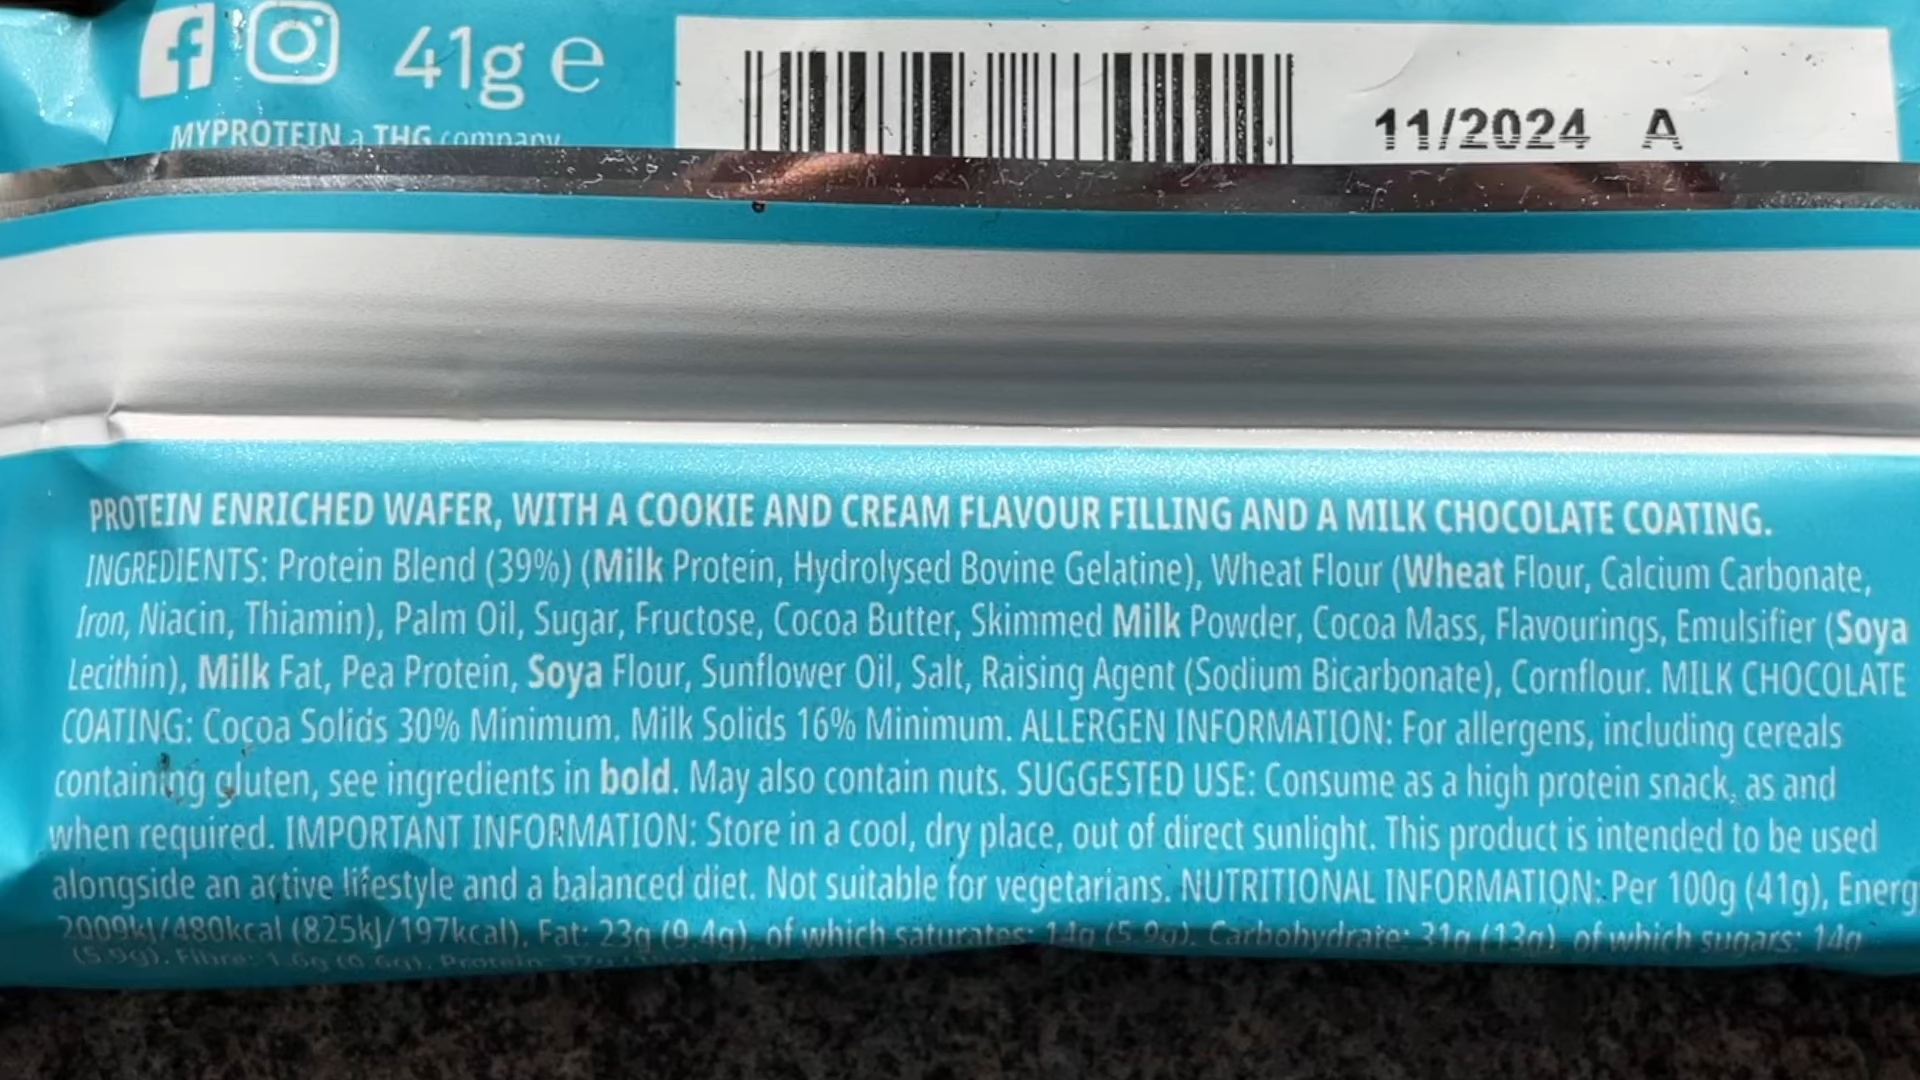 41g e
MYPROTEIN a THG company
11/2024 A
PROTEIN ENRICHED WAFER, WITH A COOKIE AND CREAM FLAVOUR FILLING AND A MILK CHOCOLATE COATING.
INGREDIENTS: Protein Blend (39%) (Milk Protein, Hydrolysed Bovine Gelatine), Wheat Flour (Wheat Flour, Calcium Carbonate,
Iron, Niacin, Thiamin), Palm Oil, Sugar, Fructose, Cocoa Butter, Skimmed Milk Powder, Cocoa Mass, Flavourings, Emulsifier (Soya
Lecithin), Milk Fat, Pea Protein, Soya Flour, Sunflower Oil, Salt, Raising Agent (Sodium Bicarbonate), Cornflour. MILK CHOCOLATE
COATING: Cocoa Solids 30% Minimum. Milk Solids 16% Minimum. ALLERGEN INFORMATION: For allergens, including cereals
containing gluten, see ingredients in bold. May also contain nuts. SUGGESTED USE: Consume as a high protein snack, as and
when required. IMPORTANT INFORMATION: Store in a cool, dry place, out of direct sunlight. This product is intended to be used
alongside an active lifestyle and a balanced diet. Not suitable for vegetarians. NUTRITIONAL INFORMATION: Per 100g (41g), Energ
2009kJ/480kcal (825kJ/197kcal), Fat: 23g (9.4g), of which saturates: 14g (5.9g). Carbohydrate: 31g (13g), of which sugars: 14g
(5.9g). Fibre: 1.6g (0.6g), Protein: